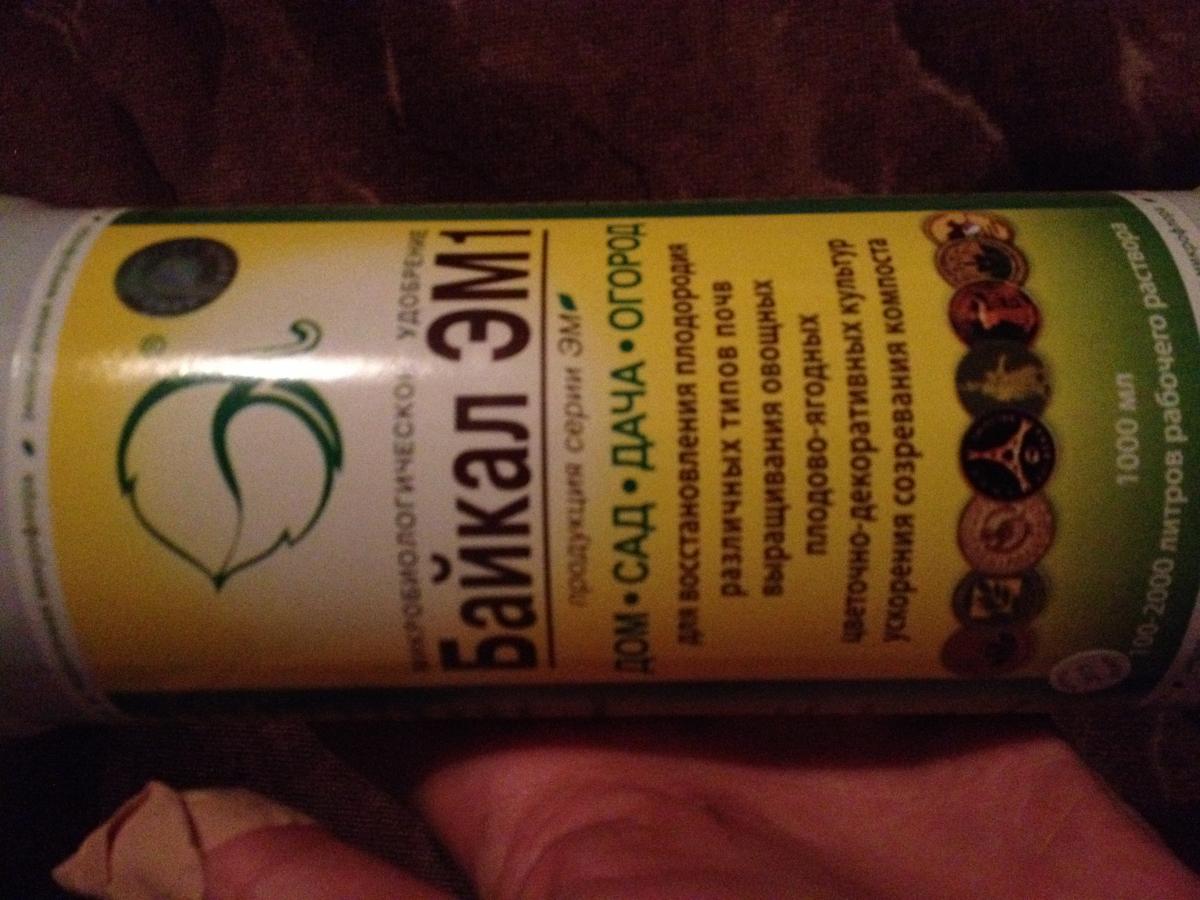 ®
МИКРОБИОЛОГИЧЕСКОЕ УДОБРЕНИЕ
Байкал ЭМ1
продукция серии ЭМ
ДОМ • САД • ДАЧА • ОГОРОД
для восстановления плодородия
различных типов почв
выращивания овощных
плодово-ягодных
цветочно-декоративных культур
ускорения созревания компоста
1000 мл
100-2000 литров рабочего раствора